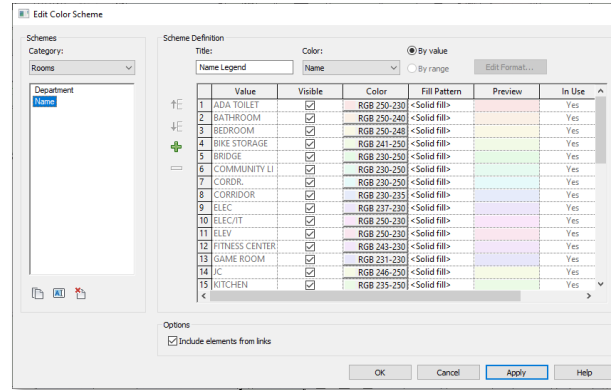 Edit Color Scheme
Schemes
Category:
Rooms
Department
Name
Scheme Definition
Title: Color: By value
Name Legend Name By range Edit Format...
Value Visible Color Fill Pattern Preview In Use
1 ADA TOILET RGB 250-230 <Solid fill> Yes
2 BATHROOM RGB 250-240 <Solid fill> Yes
3 BEDROOM RGB 250-248 <Solid fill> Yes
4 BIKE STORAGE RGB 241-250 <Solid fill> Yes
5 BRIDGE RGB 230-250 <Solid fill> Yes
6 COMMUNITY LI RGB 230-250 <Solid fill> Yes
7 CORDR. RGB 230-250 <Solid fill> Yes
8 CORRIDOR RGB 230-235 <Solid fill> Yes
9 ELEC RGB 237-230 <Solid fill> Yes
10 ELEC/IT RGB 250-230 <Solid fill> Yes
11 ELEV RGB 250-230 <Solid fill> Yes
12 FITNESS CENTER RGB 243-230 <Solid fill> Yes
13 GAME ROOM RGB 231-230 <Solid fill> Yes
14 JC RGB 246-250 <Solid fill> Yes
15 KITCHEN RGB 235-250 <Solid fill> Yes
AI
Options
Include elements from links
OK Cancel Apply Help